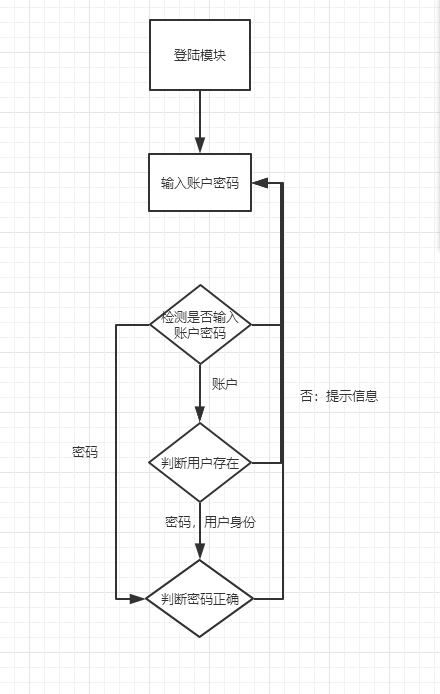 登陆模块
输入账户密码
检测是否输入
账户密码
账户
否：提示信息
密码
判断用户存在
密码，用户身份
判断密码正确